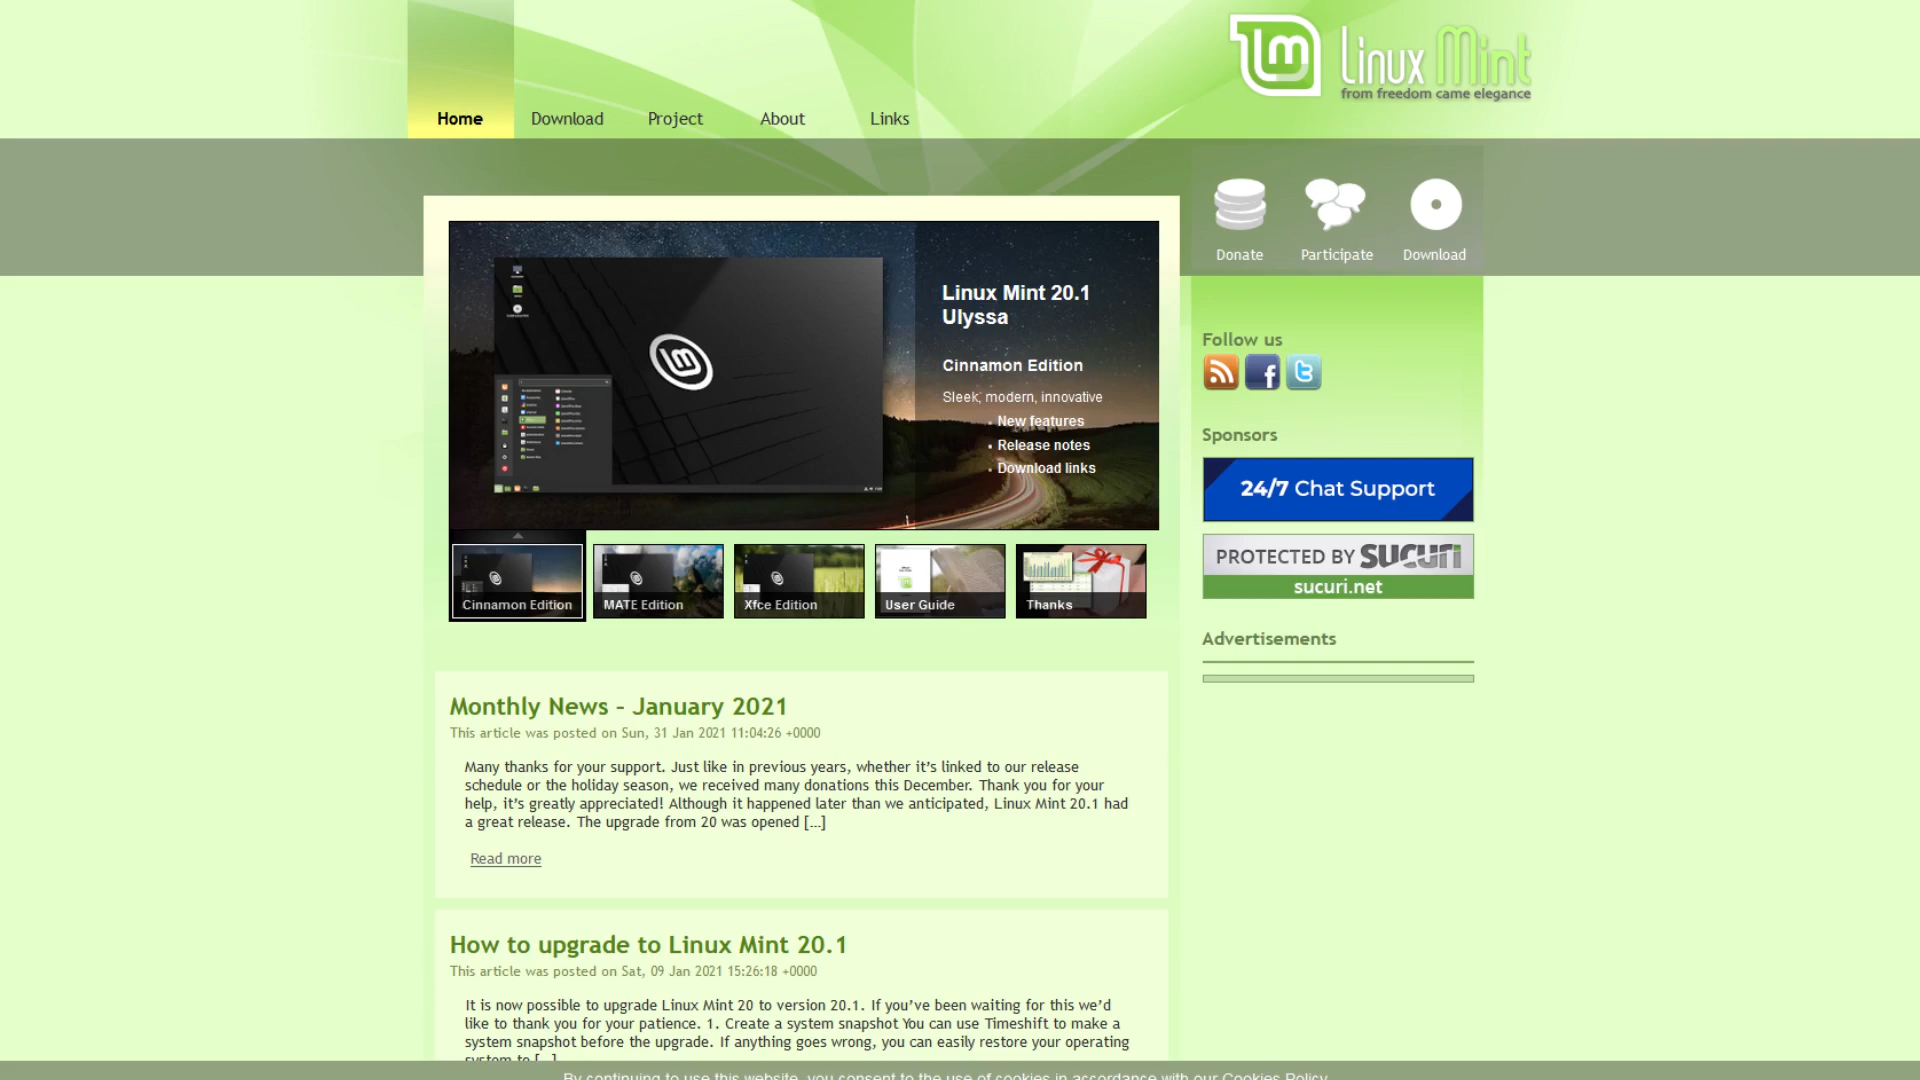 Linux Mint
from freedom came elegance
Home Download Project About Links
Donate Participate Download
Linux Mint 20.1
Ulyssa
Cinnamon Edition
Sleek, modern, innovative
New features
Release notes
Download links
Cinnamon Edition
MATE Edition
Xfce Edition
User Guide
Thanks
Follow us
Sponsors
24/7 Chat Support
PROTECTED BY SUCURI
sucuri.net
Advertisements
Monthly News – January 2021
This article was posted on Sun, 31 Jan 2021 11:04:26 +0000
Many thanks for your support. Just like in previous years, whether it’s linked to our release
schedule or the holiday season, we received many donations this December. Thank you for your
help, it’s greatly appreciated! Although it happened later than we anticipated, Linux Mint 20.1 had
a great release. The upgrade from 20 was opened [...]
Read more
How to upgrade to Linux Mint 20.1
This article was posted on Sat, 09 Jan 2021 15:26:18 +0000
It is now possible to upgrade Linux Mint 20 to version 20.1. If you’ve been waiting for this we’d
like to thank you for your patience. 1. Create a system snapshot You can use Timeshift to make a
system snapshot before the upgrade. If anything goes wrong, you can easily restore your operating
system to [...]
By continuing to use this website, you consent to the use of cookies in accordance with our Cookies Policy.